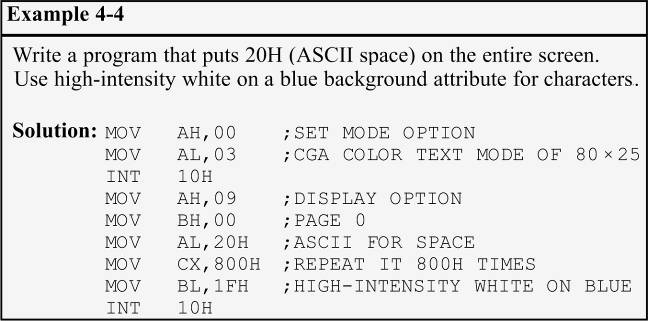 Example 4-4
Write a program that puts 20H (ASCII space) on the entire screen.
Use high-intensity white on a blue background attribute for characters.
Solution: MOV AH,00 ;SET MODE OPTION
MOV AL,03 ;CGA COLOR TEXT MODE OF 80×25
INT 10H
MOV AH,09 ;DISPLAY OPTION
MOV BH,00 ;PAGE 0
MOV AL,20H ;ASCII FOR SPACE
MOV CX,800H ;REPEAT IT 800H TIMES
MOV BL,1FH ;HIGH-INTENSITY WHITE ON BLUE
INT 10H